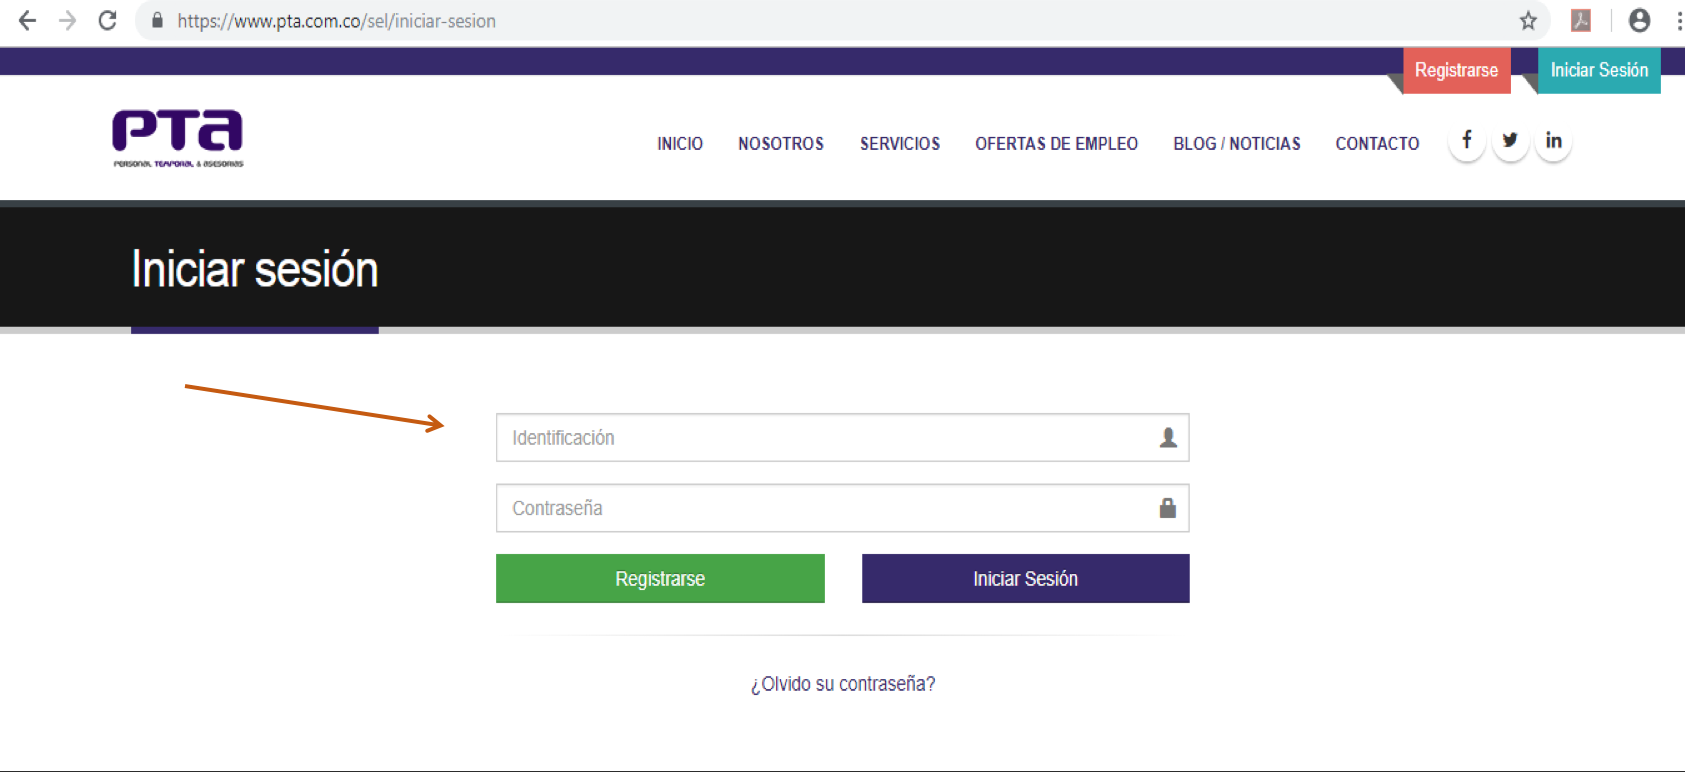 https://www.pta.com.co/sel/iniciar-sesion
Registrarse Iniciar Sesión
PTa
PERSONAL TEMPORAL & ASESORIAS
INICIO NOSOTROS SERVICIOS OFERTAS DE EMPLEO BLOG / NOTICIAS CONTACTO f in
Iniciar sesión
Identificación
Contraseña
Registrarse Iniciar Sesión
¿Olvido su contraseña?